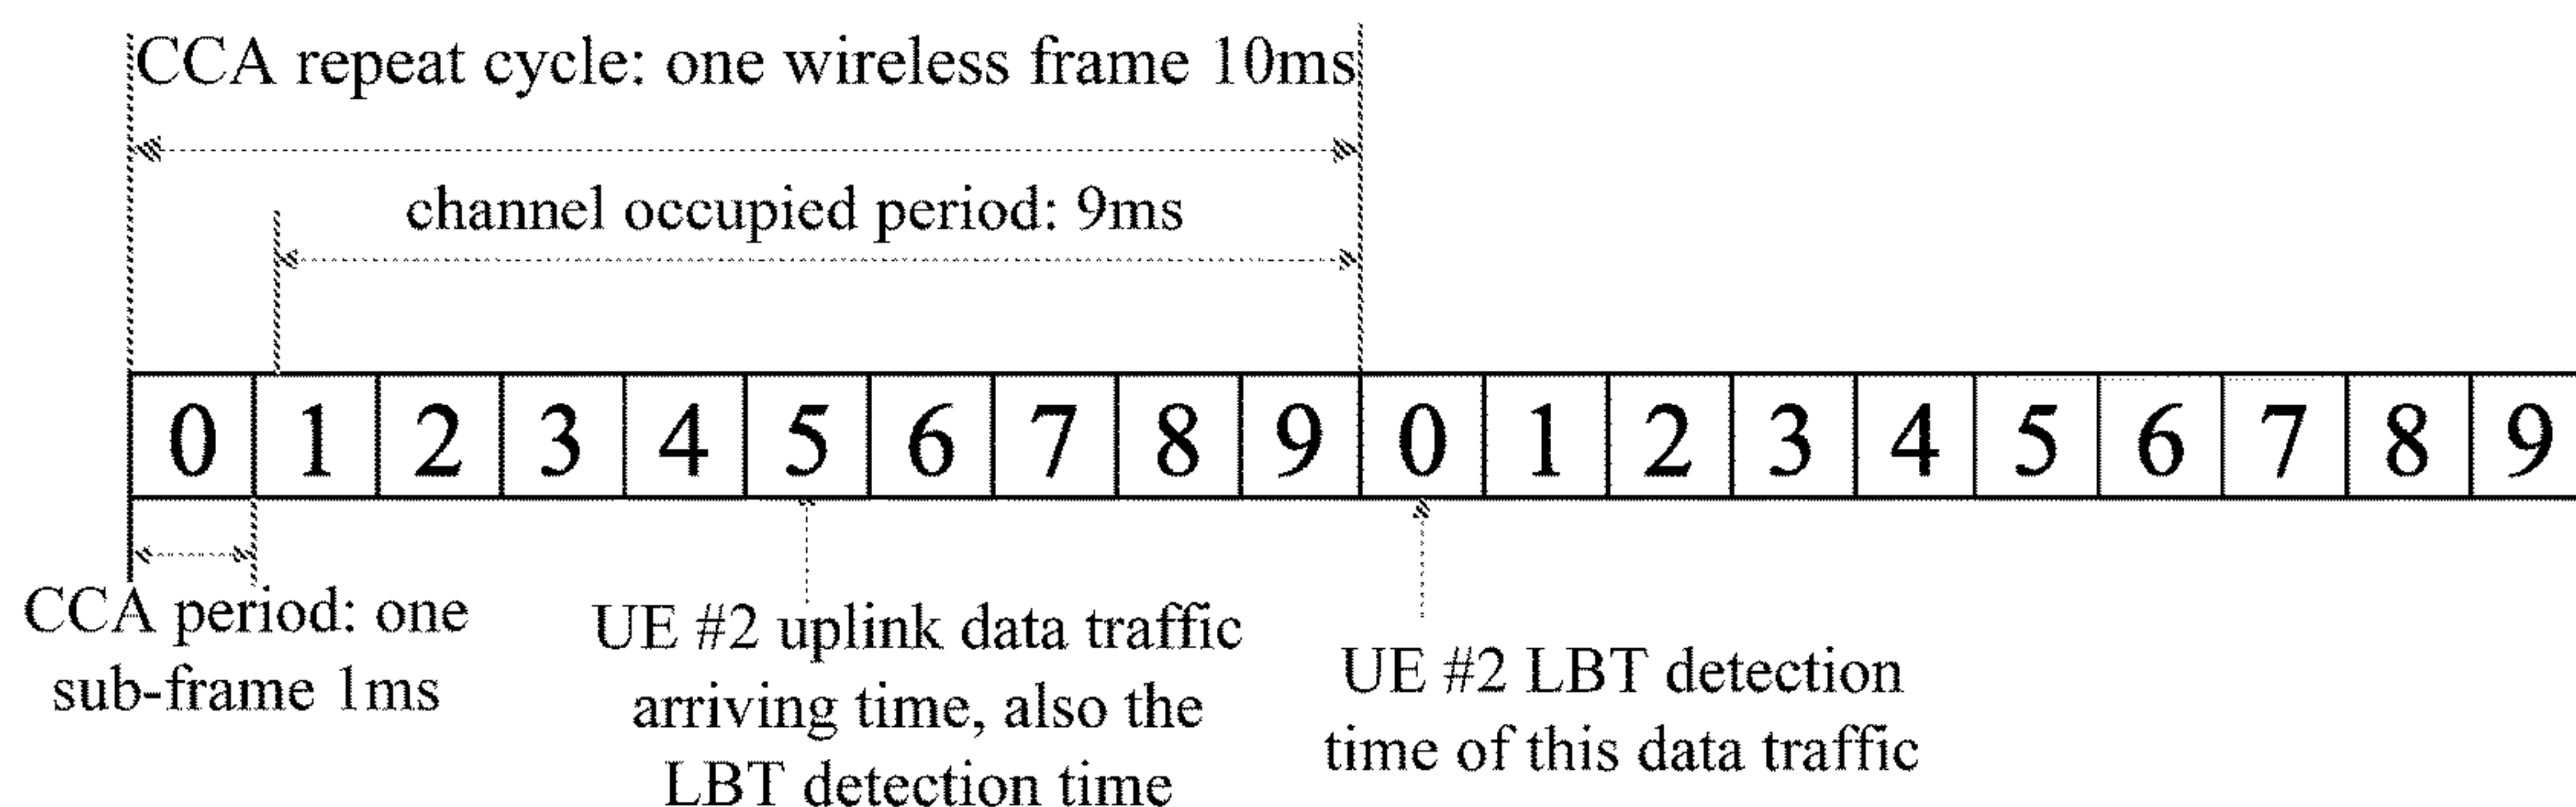 CCA repeat cycle: one wireless frame 10ms
channel occupied period: 9ms
0 1 2 3 4 5 6 7 8 9 0 1 2 3 4 5 6 7 8 9
CCA period: one
sub-frame 1ms
UE #2 uplink data traffic
arriving time, also the
LBT detection time
UE #2 LBT detection
time of this data traffic